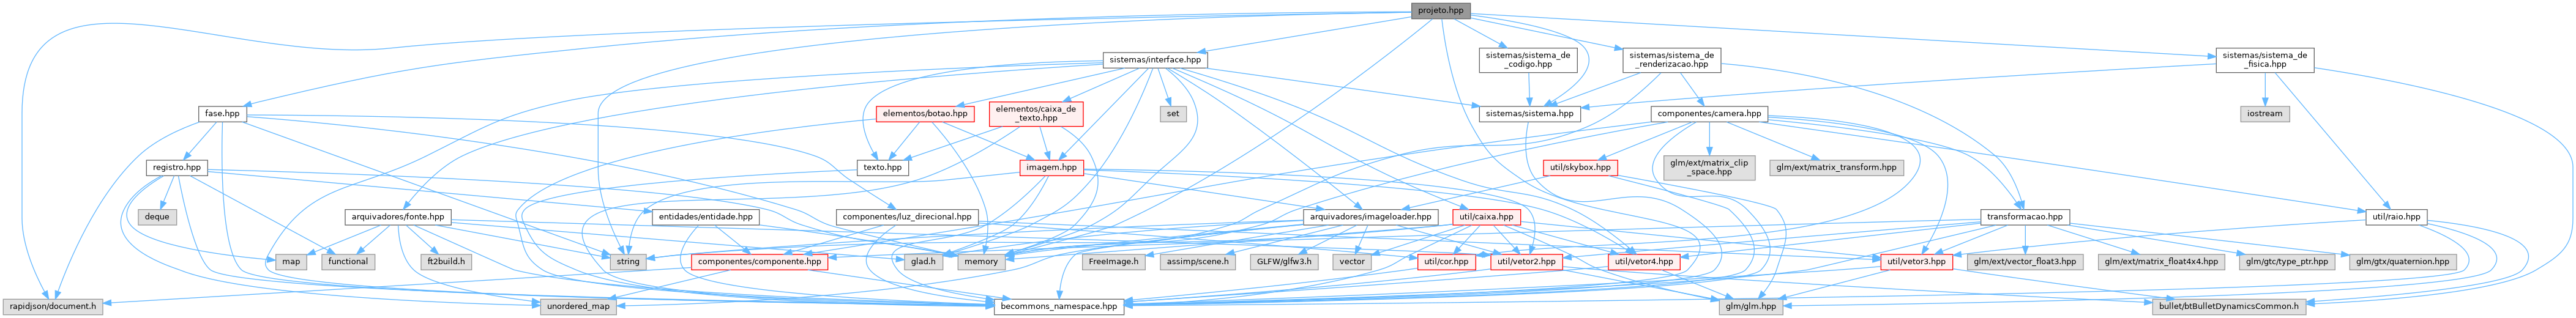 projeto.hpp
sistemas/interface.hpp
sistemas/sistema_de
_codigo.hpp
sistemas/sistema_de
_renderizacao.hpp
sistemas/sistema_de
_fisica.hpp
fase.hpp
elementos/botao.hpp
elementos/caixa_de
_texto.hpp
set
sistemas/sistema.hpp
componentes/camera.hpp
iostream
registro.hpp
texto.hpp
imagem.hpp
util/skybox.hpp
glm/ext/matrix_clip
_space.hpp
glm/ext/matrix_transform.hpp
deque
arquivadores/fonte.hpp
entidades/entidade.hpp
componentes/luz_direcional.hpp
arquivadores/imageloader.hpp
util/caixa.hpp
transformacao.hpp
util/raio.hpp
map
functional
ft2build.h
string
componentes/componente.hpp
glad.h
memory
FreeImage.h
assimp/scene.h
GLFW/glfw3.h
vector
util/cor.hpp
util/vetor2.hpp
util/vetor4.hpp
util/vetor3.hpp
glm/ext/vector_float3.hpp
glm/ext/matrix_float4x4.hpp
glm/gtc/type_ptr.hpp
glm/gtx/quaternion.hpp
rapidjson/document.h
unordered_map
becommons_namespace.hpp
glm/glm.hpp
bullet/btBulletDynamicsCommon.h